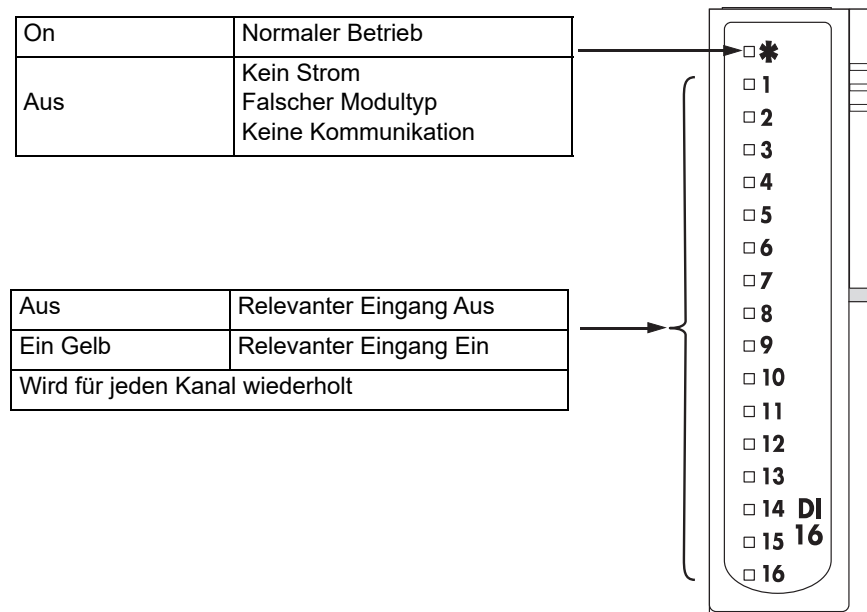 On Normaler Betrieb
Aus Kein Strom
Falscher Modultyp
Keine Kommunikation
Aus Relevanter Eingang Aus
Ein Gelb Relevanter Eingang Ein
Wird für jeden Kanal wiederholt
✱
1
2
3
4
5
6
7
8
9
10
11
12
13
14 DI
15 16
16